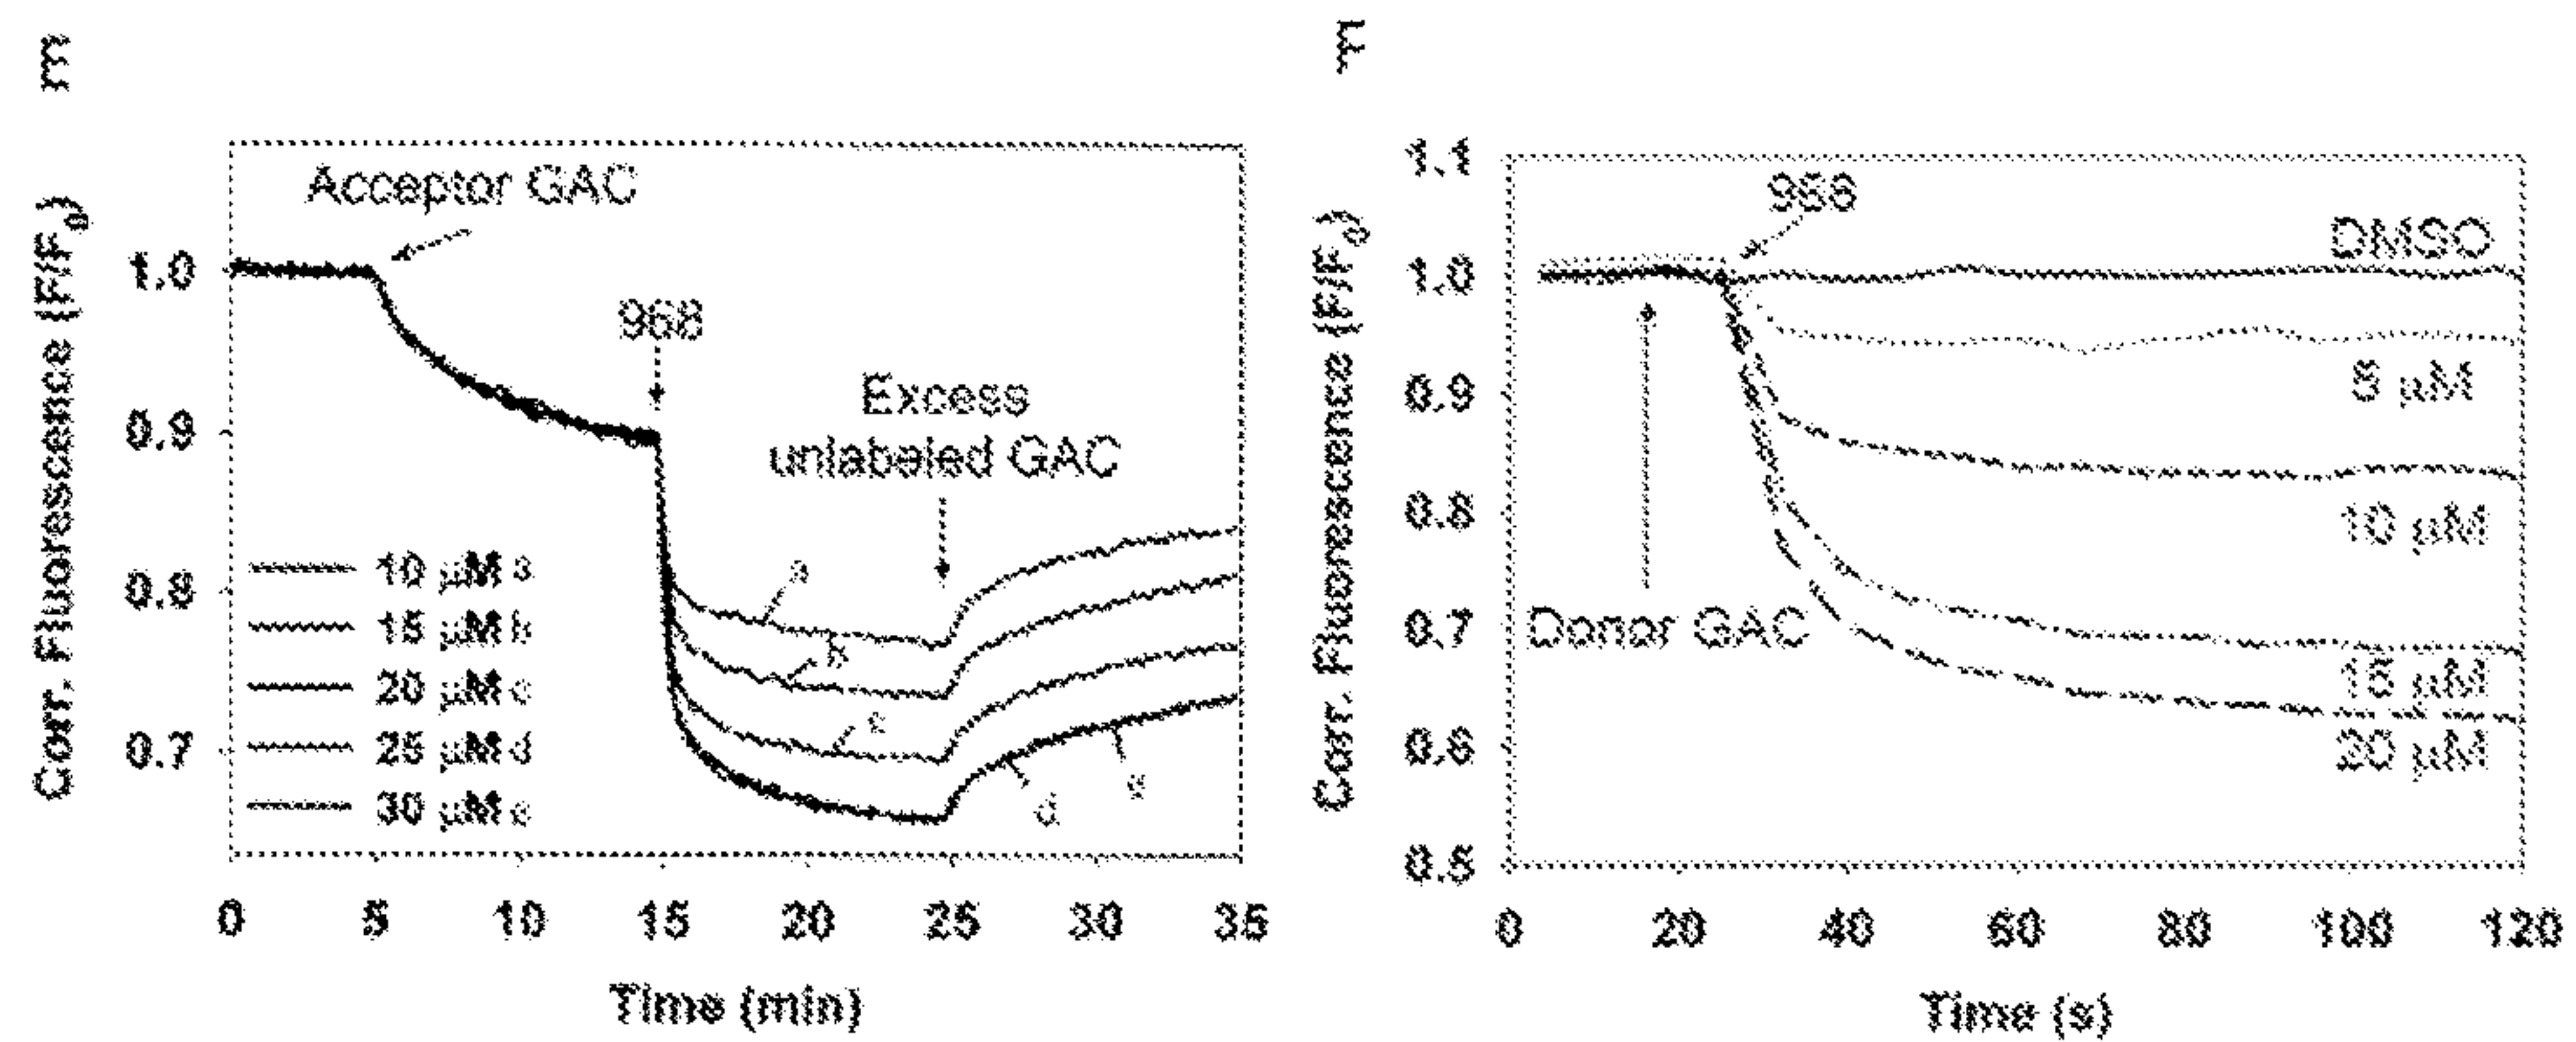 E
Corr. Fluorescence (F/F0)
1.0
0.9
0.8
0.7
Acceptor GAC
968
Excess
unlabeled GAC
10 μM a
15 μM b
20 μM c
25 μM d
30 μM e
a
b
c
d
e
0 5 10 15 20 25 30 35
Time (min)
F
Corr. Fluorescence (F/F0)
1.1
1.0
0.9
0.8
0.7
0.6
0.5
968
DMSO
5 μM
10 μM
Donor GAC
15 μM
20 μM
0 20 40 60 80 100 120
Time (s)